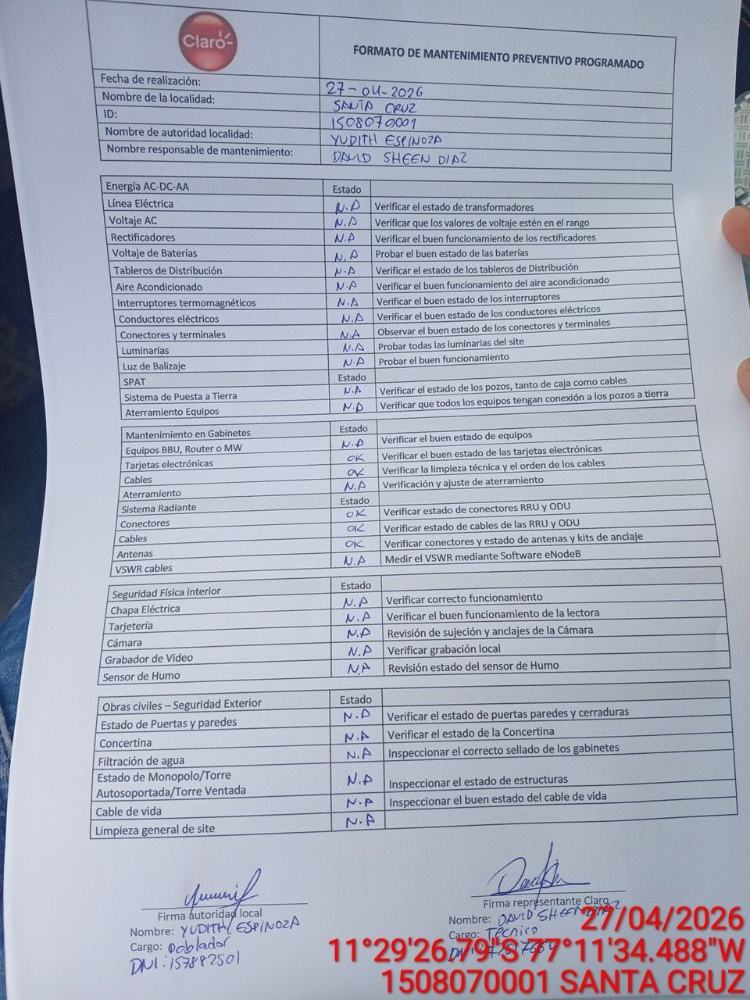 Claro
FORMATO DE MANTENIMIENTO PREVENTIVO PROGRAMADO
Fecha de realización: 27-04-2026
Nombre de la localidad: SANTA CRUZ
ID: 1508070001
Nombre de autoridad localidad: YUDITH ESPINOZA
Nombre responsable de mantenimiento: DAVID SHEEN DIAZ
Energía AC-DC-AA Estado
Línea Eléctrica N.A Verificar el estado de transformadores
Voltaje AC N.A Verificar que los valores de voltaje estén en el rango
Rectificadores N.A Verificar el buen funcionamiento de los rectificadores
Voltaje de Baterías N.A Probar el buen estado de las baterías
Tableros de Distribución N.A Verificar el estado de los tableros de Distribución
Aire Acondicionado N.A Verificar el buen funcionamiento del aire acondicionado
Interruptores termomagnéticos N.A Verificar el buen estado de los interruptores
Conductores eléctricos N.A Verificar el buen estado de los conductores eléctricos
Conectores y terminales N.A Observar el buen estado de los conectores y terminales
Luminarias N.A Probar todas las luminarias del site
Luz de Balizaje N.A Probar el buen funcionamiento
SPAT Estado
Sistema de Puesta a Tierra N.A Verificar el estado de los pozos, tanto de caja como cables
Aterramiento Equipos N.A Verificar que todos los equipos tengan conexión a los pozos a tierra
Mantenimiento en Gabinetes Estado
Equipos BBU, Router o MW N.A Verificar el buen estado de equipos
Tarjetas electrónicas OK Verificar el buen estado de las tarjetas electrónicas
Cables OK Verificar la limpieza técnica y el orden de los cables
Aterramiento N.A Verificación y ajuste de aterramiento
Sistema Radiante Estado
Conectores OK Verificar estado de conectores RRU y ODU
Cables OK Verificar estado de cables de las RRU y ODU
Antenas OK Verificar conectores y estado de antenas y kits de anclaje
VSWR cables N.A Medir el VSWR mediante Software eNodeB
Seguridad Física interior Estado
Chapa Eléctrica N.A Verificar correcto funcionamiento
Tarjetería N.A Verificar el buen funcionamiento de la lectora
Cámara N.A Revisión de sujeción y anclajes de la Cámara
Grabador de Video N.A Verificar grabación local
Sensor de Humo N.A Revisión estado del sensor de Humo
Obras civiles – Seguridad Exterior Estado
Estado de Puertas y paredes N.A Verificar el estado de puertas paredes y cerraduras
Concertina N.A Verificar el estado de la Concertina
Filtración de agua N.A Inspeccionar el correcto sellado de los gabinetes
Estado de Monopolo/Torre
Autosoportada/Torre Ventada N.A Inspeccionar el estado de estructuras
Cable de vida N.A Inspeccionar el buen estado del cable de vida
Limpieza general de site N.A
Firma autoridad local
Nombre: YUDITH ESPINOZA
Cargo: Poblador
DNI: 157882501
Firma representante Claro
Nombre: DAVID SHEEN DIAZ
Cargo: Técnico
DNI:
27/04/2026
11°29'26.79"S 77°11'34.488"W
1508070001 SANTA CRUZ